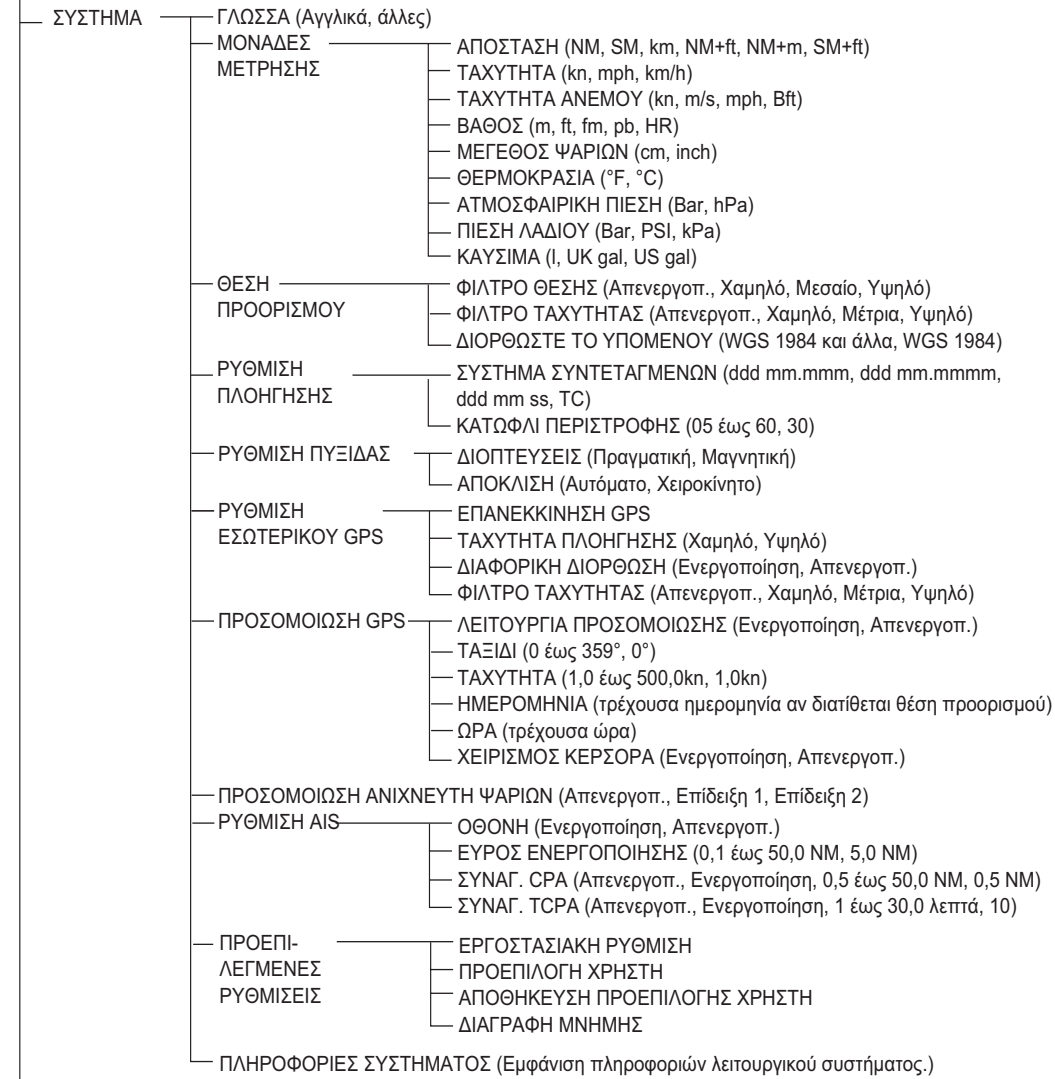 ΣΥΣΤΗΜΑ
ΓΛΩΣΣΑ (Αγγλικά, άλλες)
ΜΟΝΑΔΕΣ
ΜΕΤΡΗΣΗΣ
ΑΠΟΣΤΑΣΗ (NM, SM, km, NM+ft, NM+m, SM+ft)
ΤΑΧΥΤΗΤΑ (kn, mph, km/h)
ΤΑΧΥΤΗΤΑ ΑΝΕΜΟΥ (kn, m/s, mph, Bft)
ΒΑΘΟΣ (m, ft, fm, pb, HR)
ΜΕΓΕΘΟΣ ΨΑΡΙΩΝ (cm, inch)
ΘΕΡΜΟΚΡΑΣΙΑ (°F, °C)
ΑΤΜΟΣΦΑΙΡΙΚΗ ΠΙΕΣΗ (Bar, hPa)
ΠΙΕΣΗ ΛΑΔΙΟΥ (Bar, PSI, kPa)
ΚΑΥΣΙΜΑ (l, UK gal, US gal)
ΘΕΣΗ
ΠΡΟΟΡΙΣΜΟΥ
ΦΙΛΤΡΟ ΘΕΣΗΣ (Απενεργοπ., Χαμηλό, Μεσαίο, Υψηλό)
ΦΙΛΤΡΟ ΤΑΧΥΤΗΤΑΣ (Απενεργοπ., Χαμηλό, Μέτρια, Υψηλό)
ΔΙΟΡΘΩΣΤΕ ΤΟ ΥΠΟΜΕΝΟΥ (WGS 1984 και άλλα, WGS 1984)
ΡΥΘΜΙΣΗ
ΠΛΟΗΓΗΣΗΣ
ΣΥΣΤΗΜΑ ΣΥΝΤΕΤΑΓΜΕΝΩΝ (ddd mm.mmm, ddd mm.mmmm,
ddd mm ss, TC)
ΚΑΤΩΦΛΙ ΠΕΡΙΣΤΡΟΦΗΣ (05 έως 60, 30)
ΡΥΘΜΙΣΗ ΠΥΞΙΔΑΣ
ΔΙΟΠΤΕΥΣΕΙΣ (Πραγματική, Μαγνητική)
ΑΠΟΚΛΙΣΗ (Αυτόματο, Χειροκίνητο)
ΡΥΘΜΙΣΗ
ΕΣΩΤΕΡΙΚΟΥ GPS
ΕΠΑΝΕΚΚΙΝΗΣΗ GPS
ΤΑΧΥΤΗΤΑ ΠΛΟΗΓΗΣΗΣ (Χαμηλό, Υψηλό)
ΔΙΑΦΟΡΙΚΗ ΔΙΟΡΘΩΣΗ (Ενεργοποίηση, Απενεργοπ.)
ΦΙΛΤΡΟ ΤΑΧΥΤΗΤΑΣ (Απενεργοπ., Χαμηλό, Μέτρια, Υψηλό)
ΠΡΟΣΟΜΟΙΩΣΗ GPS
ΛΕΙΤΟΥΡΓΙΑ ΠΡΟΣΟΜΟΙΩΣΗΣ (Ενεργοποίηση, Απενεργοπ.)
ΤΑΞΙΔΙ (0 έως 359°, 0°)
ΤΑΧΥΤΗΤΑ (1,0 έως 500,0kn, 1,0kn)
ΗΜΕΡΟΜΗΝΙΑ (τρέχουσα ημερομηνία αν διατίθεται θέση προορισμού)
ΩΡΑ (τρέχουσα ώρα)
ΧΕΙΡΙΣΜΟΣ ΚΕΡΣΟΡΑ (Ενεργοποίηση, Απενεργοπ.)
ΠΡΟΣΟΜΟΙΩΣΗ ΑΝΙΧΝΕΥΤΗ ΨΑΡΙΩΝ (Απενεργοπ., Επίδειξη 1, Επίδειξη 2)
ΡΥΘΜΙΣΗ AIS
ΟΘΟΝΗ (Ενεργοποίηση, Απενεργοπ.)
ΕΥΡΟΣ ΕΝΕΡΓΟΠΟΙΗΣΗΣ (0,1 έως 50,0 NM, 5,0 NM)
ΣΥΝΑΓ. CPA (Απενεργοπ., Ενεργοποίηση, 0,5 έως 50,0 NM, 0,5 NM)
ΣΥΝΑΓ. TCPA (Απενεργοπ., Ενεργοποίηση, 1 έως 30,0 λεπτά, 10)
ΠΡΟΕΠΙ-
ΛΕΓΜΕΝΕΣ
ΡΥΘΜΙΣΕΙΣ
ΕΡΓΟΣΤΑΣΙΑΚΗ ΡΥΘΜΙΣΗ
ΠΡΟΕΠΙΛΟΓΗ ΧΡΗΣΤΗ
ΑΠΟΘΗΚΕΥΣΗ ΠΡΟΕΠΙΛΟΓΗΣ ΧΡΗΣΤΗ
ΔΙΑΓΡΑΦΗ ΜΝΗΜΗΣ
ΠΛΗΡΟΦΟΡΙΕΣ ΣΥΣΤΗΜΑΤΟΣ (Εμφάνιση πληροφοριών λειτουργικού συστήματος.)